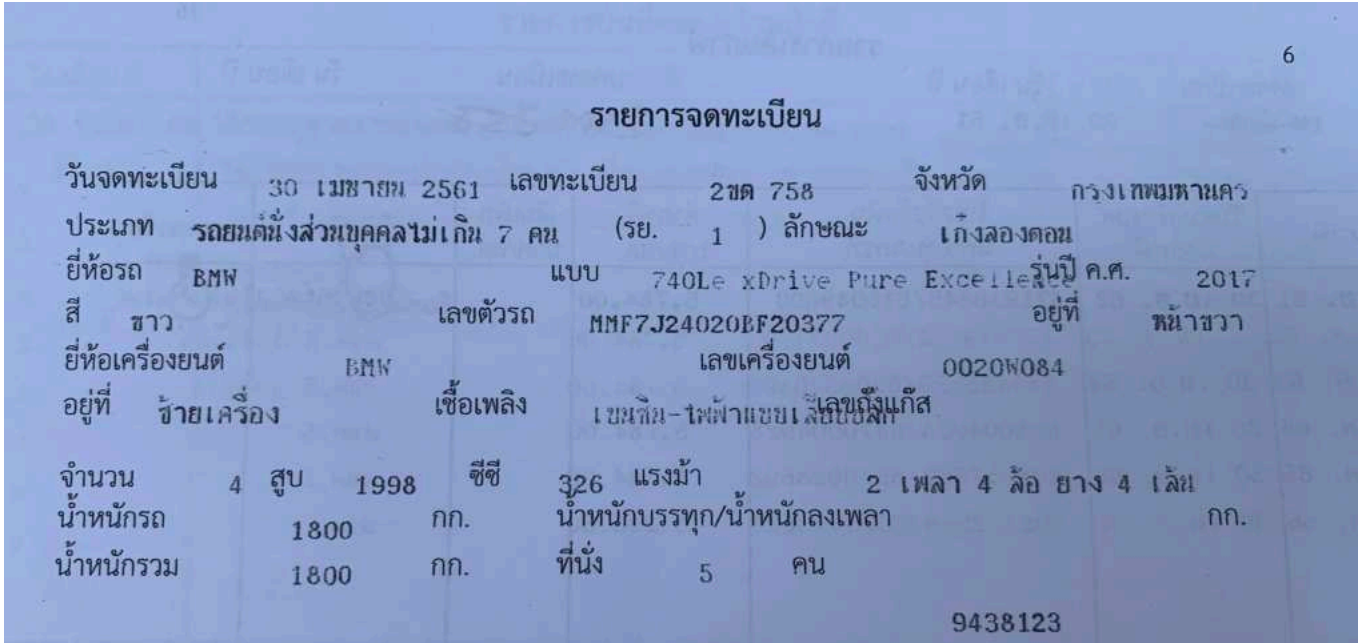 6
รายการจดทะเบียน
วันจดทะเบียน 30 เมษายน 2561 เลขทะเบียน 2ขด 758 จังหวัด กรุงเทพมหานคร
ประเภท รถยนต์นั่งส่วนบุคคลไม่เกิน 7 คน (รย. 1 ) ลักษณะ เก๋งสองตอน
ยี่ห้อรถ BMW แบบ 740Le xDrive Pure Excellence รุ่นปี ค.ศ. 2017
สี ขาว เลขตัวรถ MMF7J24020BF20377 อยู่ที่ หน้าขวา
ยี่ห้อเครื่องยนต์ BMW เลขเครื่องยนต์ 0020W084
อยู่ที่ ซ้ายเครื่อง เชื้อเพลิง เบนซิน-ไฟฟ้าแบบเสียบปลั๊ก เลขถังแก๊ส
จำนวน 4 สูบ 1998 ซีซี 326 แรงม้า 2 เพลา 4 ล้อ ยาง 4 เส้น
น้ำหนักรถ 1800 กก. น้ำหนักบรรทุก/น้ำหนักลงเพลา กก.
น้ำหนักรวม 1800 กก. ที่นั่ง 5 คน
9438123